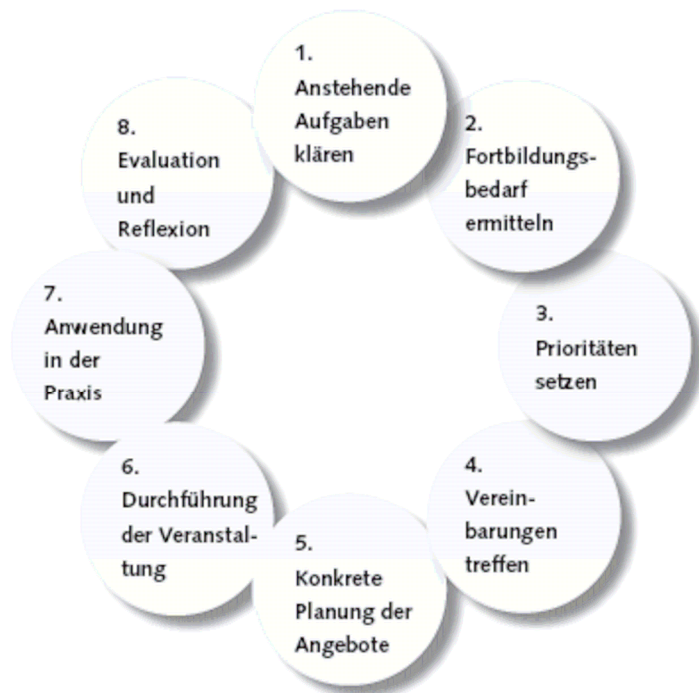 1.
Anstehende
Aufgaben
klären
2.
Fortbildungs-
bedarf
ermitteln
3.
Prioritäten
setzen
4.
Verein-
barungen
treffen
5.
Konkrete
Planung der
Angebote
6.
Durchführung
der Veranstal-
tung
7.
Anwendung
in der
Praxis
8.
Evaluation
und
Reflexion